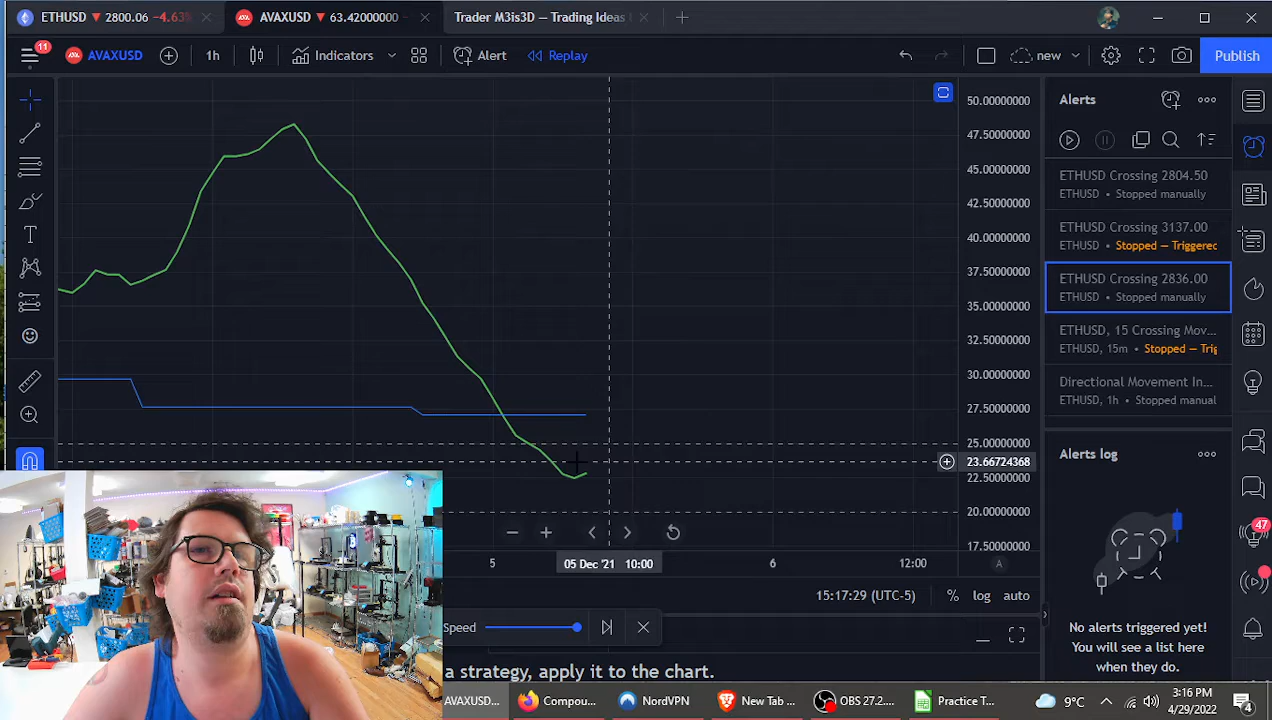 ETHUSD ▼ 2800.06 −4.63%
AVAXUSD ▼ 63.42000000
Trader M3is3D — Trading Ideas
11
AVAXUSD
1h
Indicators
Alert
Replay
new
Publish
50.00000000
47.50000000
45.00000000
42.50000000
40.00000000
37.50000000
35.00000000
32.50000000
30.00000000
27.50000000
25.00000000
23.66724368
22.50000000
20.00000000
17.50000000
5
05 Dec '21 10:00
6
12:00
A
15:17:29 (UTC-5)
%
log
auto
Speed
a strategy, apply it to the chart.
Alerts
ETHUSD Crossing 2804.50
ETHUSD • Stopped manually
ETHUSD Crossing 3137.00
ETHUSD • Stopped — Triggered
ETHUSD Crossing 2836.00
ETHUSD • Stopped manually
ETHUSD, 15 Crossing Mov...
ETHUSD, 15m • Stopped — Trig
Directional Movement In...
ETHUSD, 1h • Stopped manual
Alerts log
No alerts triggered yet!
You will see a list here
when they do.
47
AVAXUSD...
Compou...
NordVPN
New Tab ...
OBS 27.2....
Practice T...
9°C
3:16 PM
4/29/2022
4